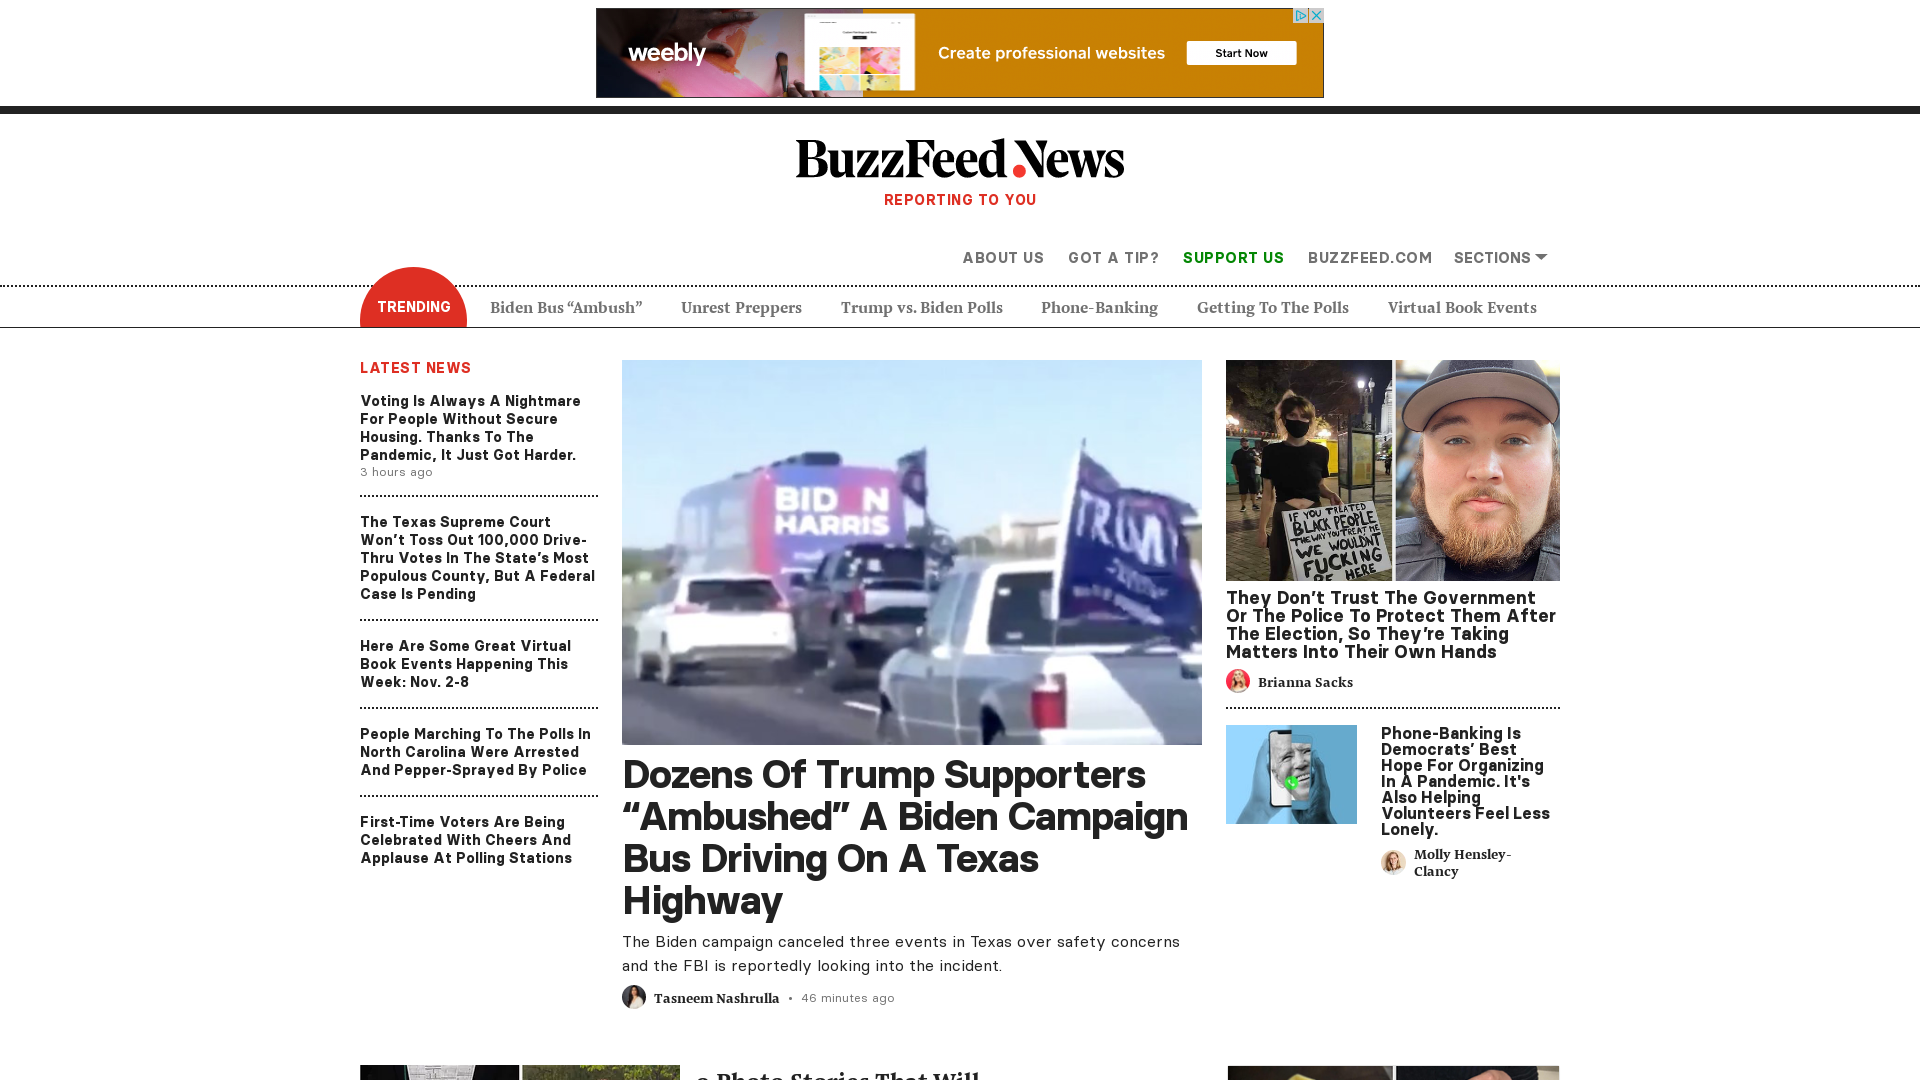 weebly
Create professional websites
Start Now
BuzzFeed News
REPORTING TO YOU
ABOUT US
GOT A TIP?
SUPPORT US
BUZZFEED.COM
SECTIONS
TRENDING
Biden Bus “Ambush”
Unrest Preppers
Trump vs. Biden Polls
Phone-Banking
Getting To The Polls
Virtual Book Events
LATEST NEWS
Voting Is Always A Nightmare
For People Without Secure
Housing. Thanks To The
Pandemic, It Just Got Harder.
3 hours ago
The Texas Supreme Court
Won’t Toss Out 100,000 Drive-
Thru Votes In The State’s Most
Populous County, But A Federal
Case Is Pending
Here Are Some Great Virtual
Book Events Happening This
Week: Nov. 2-8
People Marching To The Polls In
North Carolina Were Arrested
And Pepper-Sprayed By Police
First-Time Voters Are Being
Celebrated With Cheers And
Applause At Polling Stations
BID N
HARRIS
TRUM
Dozens Of Trump Supporters
“Ambushed” A Biden Campaign
Bus Driving On A Texas
Highway
The Biden campaign canceled three events in Texas over safety concerns
and the FBI is reportedly looking into the incident.
Tasneem Nashrulla • 46 minutes ago
IF YOU TREATED
BLACK PEOPLE
THE WAY YOU TREAT ME
WE WOULDN'T
FUCKING
BE HERE
They Don’t Trust The Government
Or The Police To Protect Them After
The Election, So They’re Taking
Matters Into Their Own Hands
Brianna Sacks
Phone-Banking Is
Democrats’ Best
Hope For Organizing
In A Pandemic. It's
Also Helping
Volunteers Feel Less
Lonely.
Molly Hensley-
Clancy
9 Photo Stories That Will